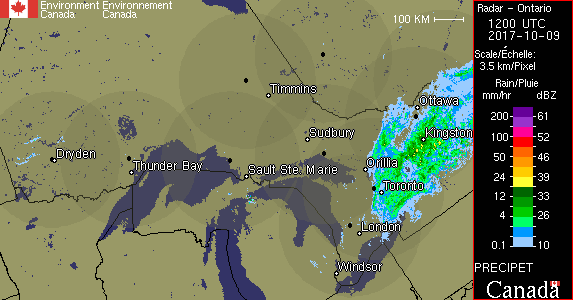 Environment Environnement
Canada Canada
100 KM
Radar - Ontario
1200 UTC
2017-10-09
Scale/Échelle:
3.5 km/Pixel
Rain/Pluie
mm/hr dBZ
200 61
100 52
50 46
24 39
12 33
4 26
0.1 10
PRECIPET
Canada
Timmins
Ottawa
Sudbury
Kingston
Dryden
Thunder Bay
Sault Ste. Marie
Orillia
Toronto
London
Windsor